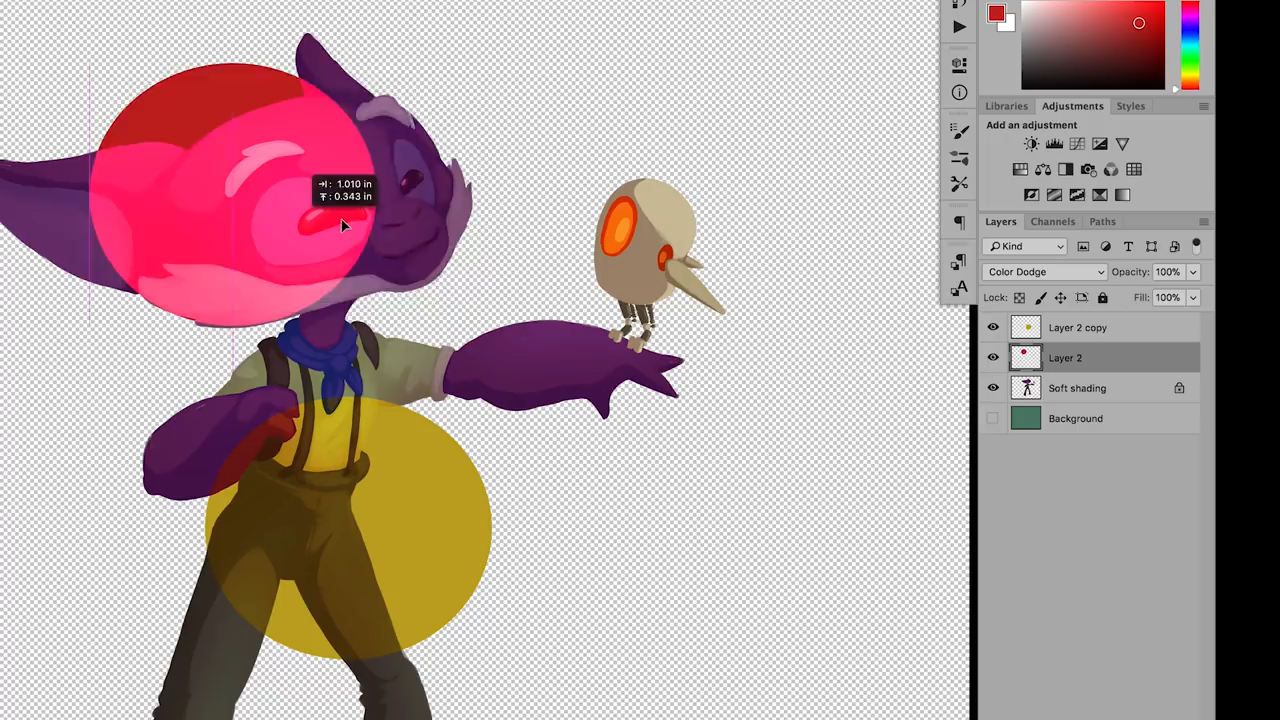 →|: 1.010 in
0.343 in
Libraries Adjustments Styles
Add an adjustment
Layers Channels Paths
Kind
Color Dodge Opacity: 100%
Lock: Fill: 100%
Layer 2 copy
Layer 2
Soft shading
Background